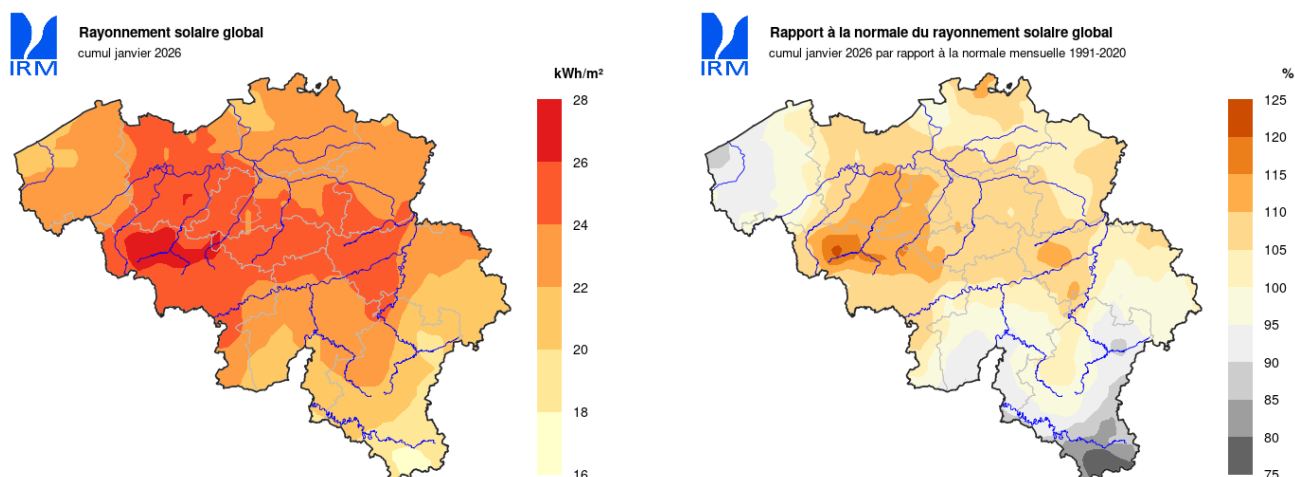 IRM
Rayonnement solaire global
cumul janvier 2026
kWh/m²
28
26
24
22
20
18
16
IRM
Rapport à la normale du rayonnement solaire global
cumul janvier 2026 par rapport à la normale mensuelle 1991-2020
%
125
120
115
110
105
100
95
90
85
80
75